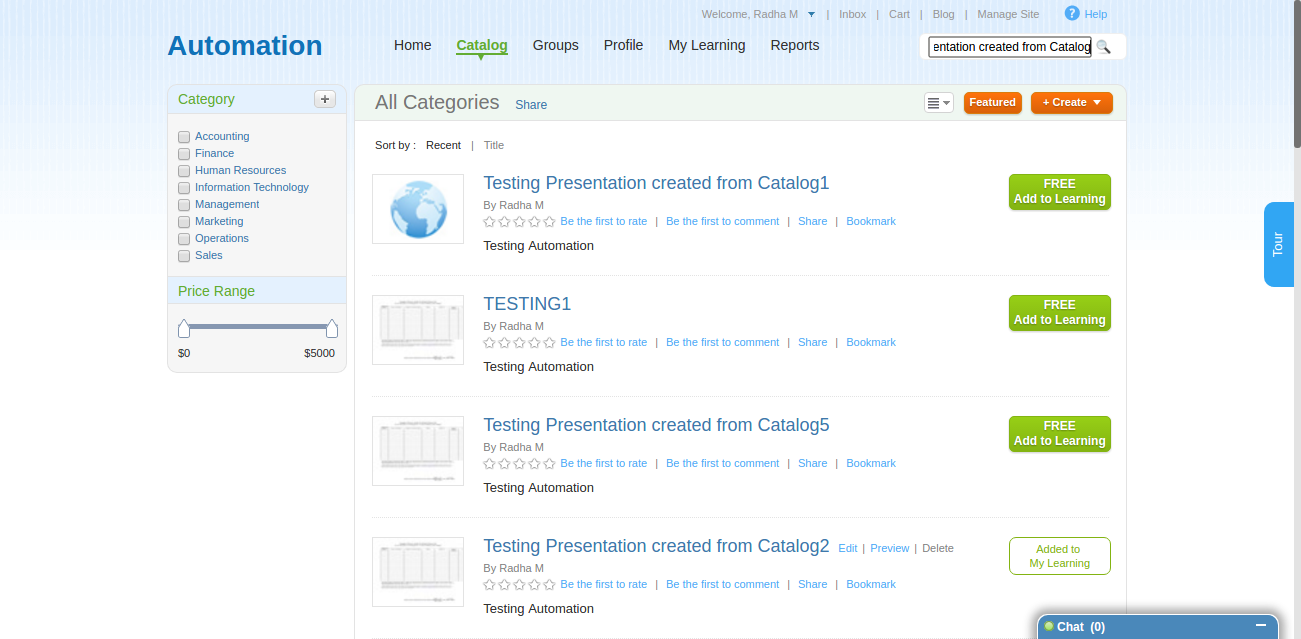 Welcome, Radha M | Inbox | Cart | Blog | Manage Site ? Help
Automation
Home Catalog Groups Profile My Learning Reports
entation created from Catalog
Category +
Accounting
Finance
Human Resources
Information Technology
Management
Marketing
Operations
Sales
Price Range
$0 $5000
All Categories Share
Featured + Create
Sort by : Recent | Title
Testing Presentation created from Catalog1
By Radha M
Be the first to rate | Be the first to comment | Share | Bookmark
Testing Automation
FREE
Add to Learning
TESTING1
By Radha M
Be the first to rate | Be the first to comment | Share | Bookmark
Testing Automation
FREE
Add to Learning
Testing Presentation created from Catalog5
By Radha M
Be the first to rate | Be the first to comment | Share | Bookmark
Testing Automation
FREE
Add to Learning
Testing Presentation created from Catalog2 Edit | Preview | Delete
By Radha M
Be the first to rate | Be the first to comment | Share | Bookmark
Testing Automation
Added to
My Learning
Tour
Chat (0)